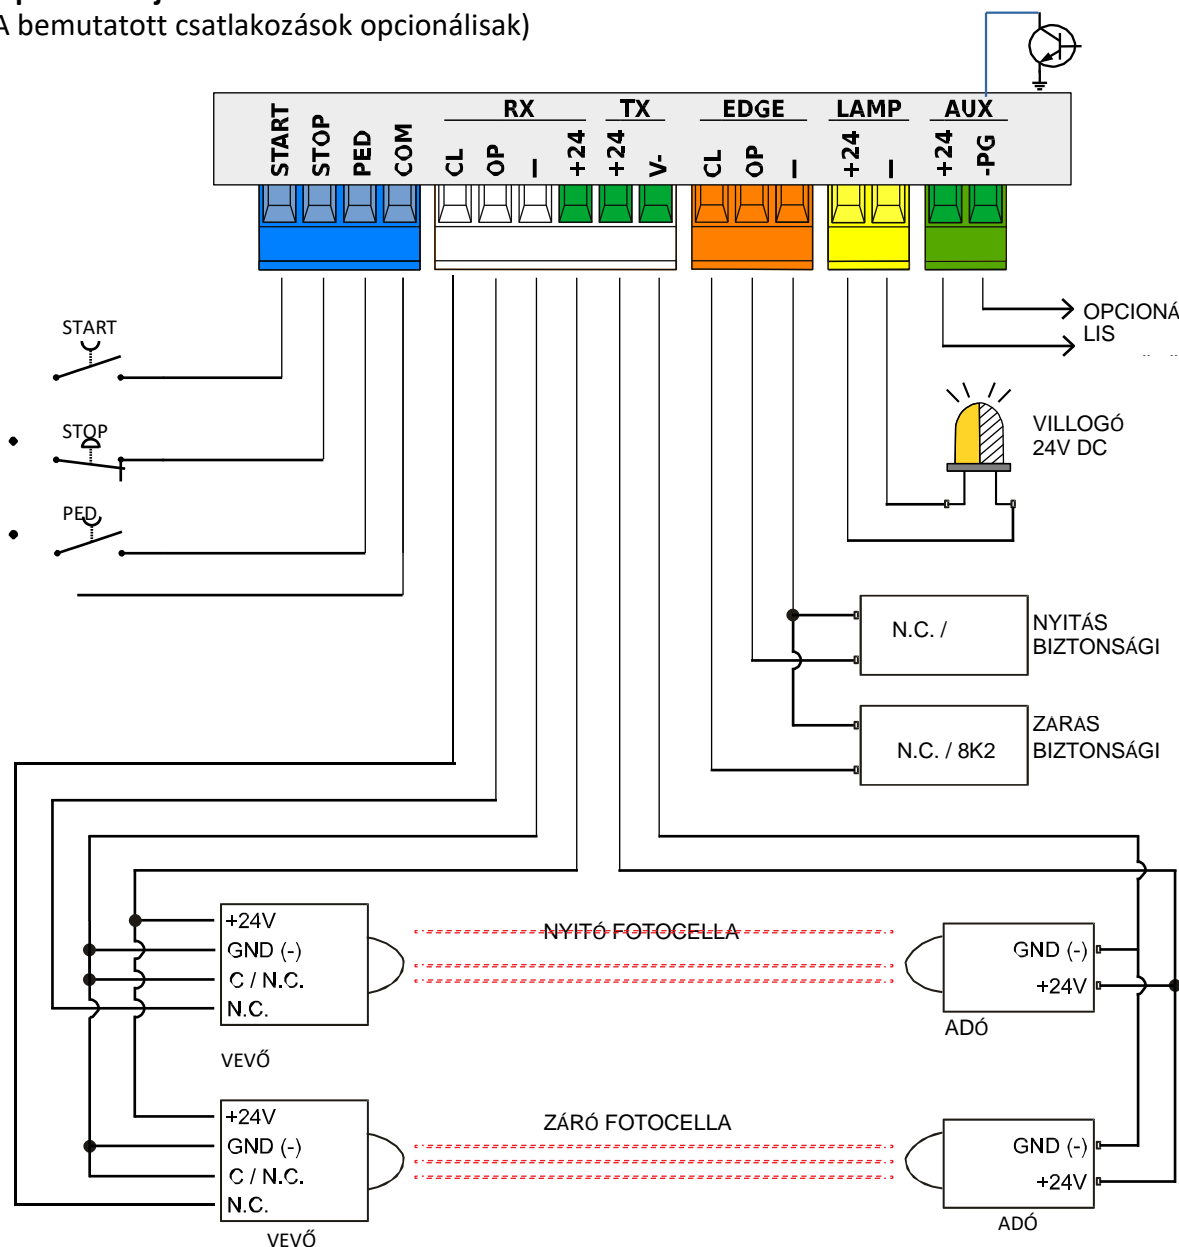 A bemutatott csatlakozások opcionálisak)
RX TX EDGE LAMP AUX
START STOP PED COM CL OP — +24 +24 V- CL OP — +24 — +24 -PG
OPCIONÁ
LIS
START
VILLOGÓ
24V DC
STOP
PED
N.C. /
NYITÁS
BIZTONSÁGI
N.C. / 8K2
ZARAS
BIZTONSÁGI
+24V
GND (-)
C / N.C.
N.C.
VEVŐ
NYITÓ FOTOCELLA
GND (-)
+24V
ADÓ
+24V
GND (-)
C / N.C.
N.C.
VEVŐ
ZÁRÓ FOTOCELLA
GND (-)
+24V
ADÓ